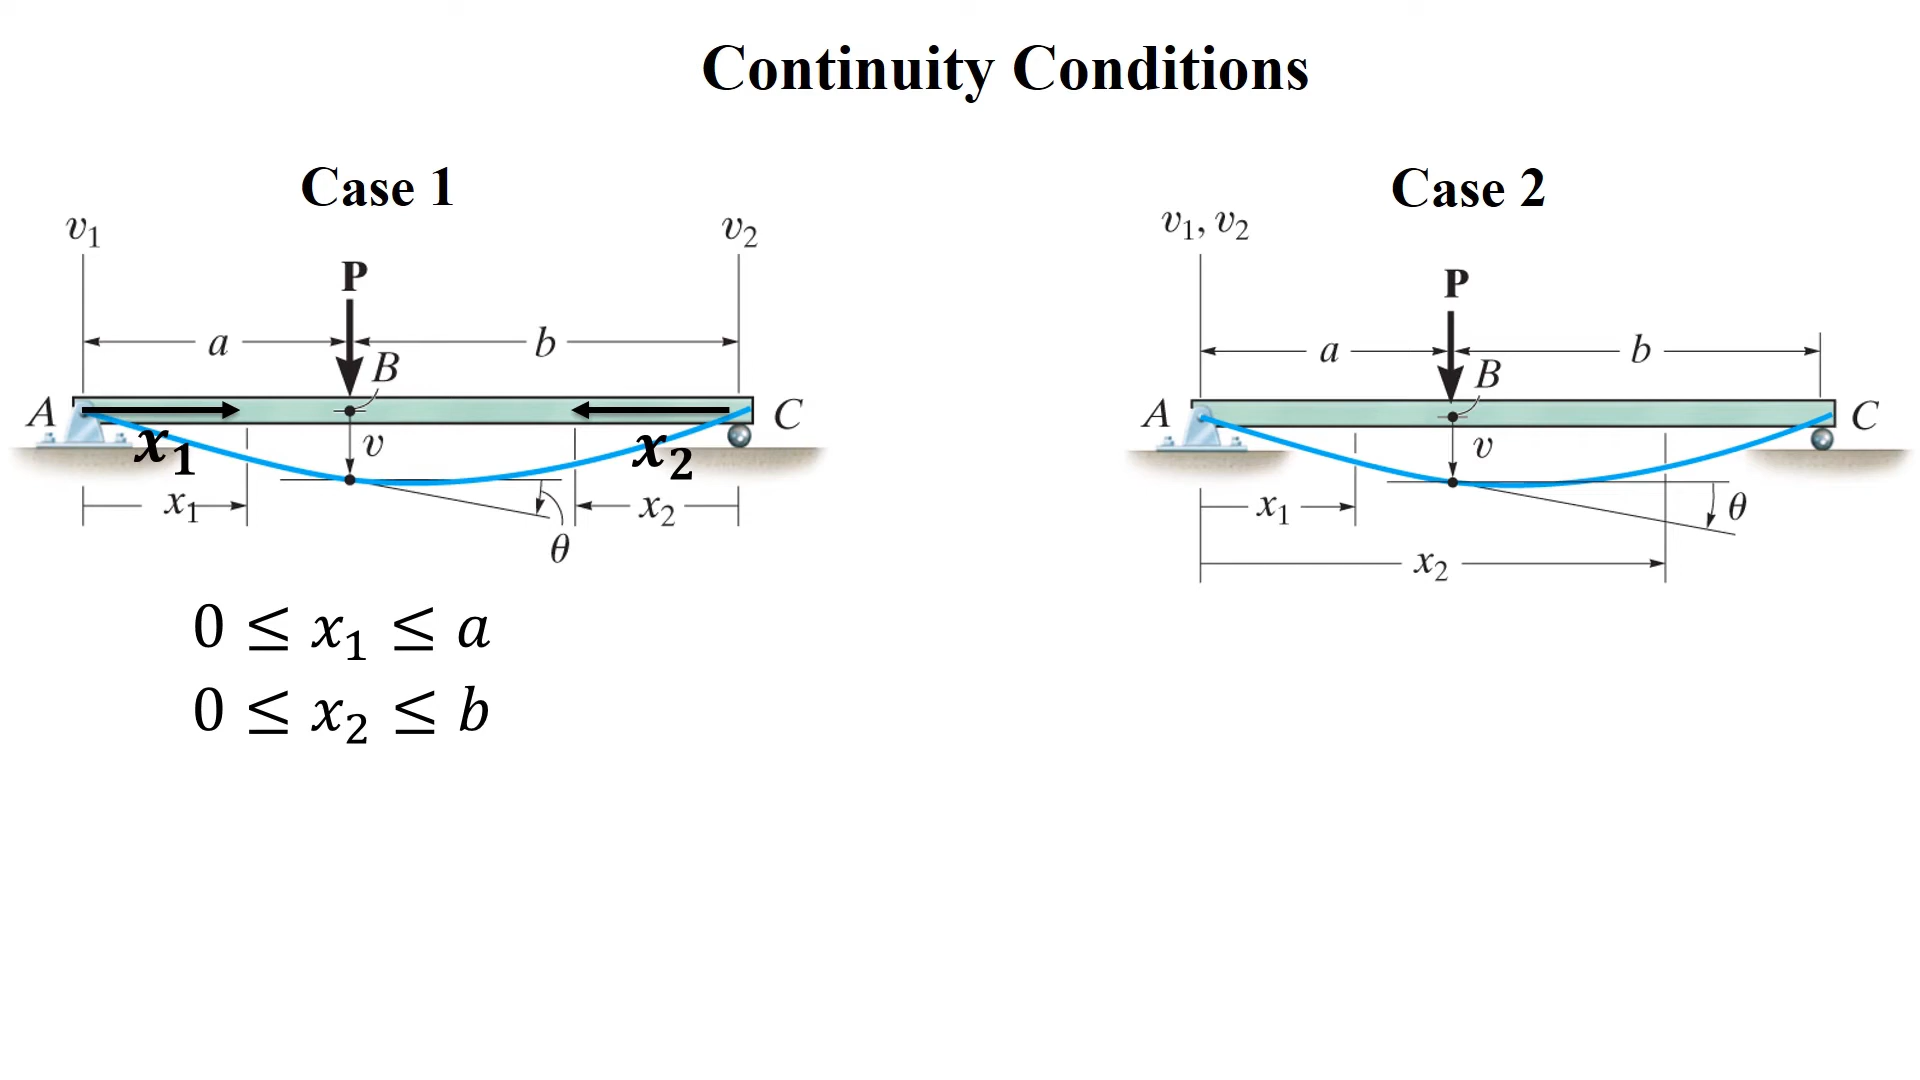 Continuity Conditions
Case 1
v₁
v₂
P
a
b
B
A
C
x₁
x₂
v
x₁
x₂
θ
0 ≤ x₁ ≤ a
0 ≤ x₂ ≤ b
Case 2
v₁, v₂
P
a
b
B
A
C
v
x₁
θ
x₂